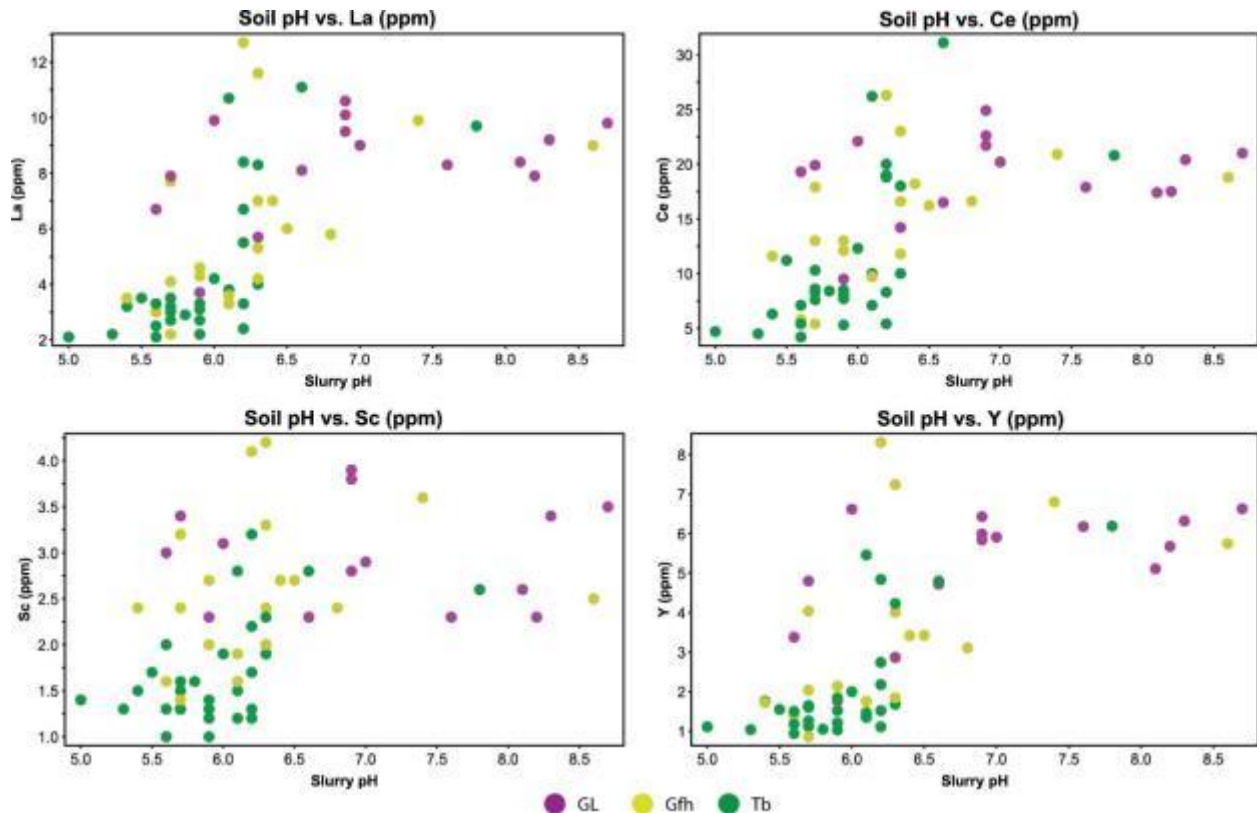 Soil pH vs. La (ppm)
La (ppm)
12
10
8
6
4
2
5.0 5.5 6.0 6.5 7.0 7.5 8.0 8.5
Slurry pH
Soil pH vs. Ce (ppm)
Ce (ppm)
30
25
20
15
10
5
5.0 5.5 6.0 6.5 7.0 7.5 8.0 8.5
Slurry pH
Soil pH vs. Sc (ppm)
Sc (ppm)
4.0
3.5
3.0
2.5
2.0
1.5
1.0
5.0 5.5 6.0 6.5 7.0 7.5 8.0 8.5
Slurry pH
Soil pH vs. Y (ppm)
Y (ppm)
8
7
6
5
4
3
2
1
5.0 5.5 6.0 6.5 7.0 7.5 8.0 8.5
Slurry pH
GL Gfh Tb